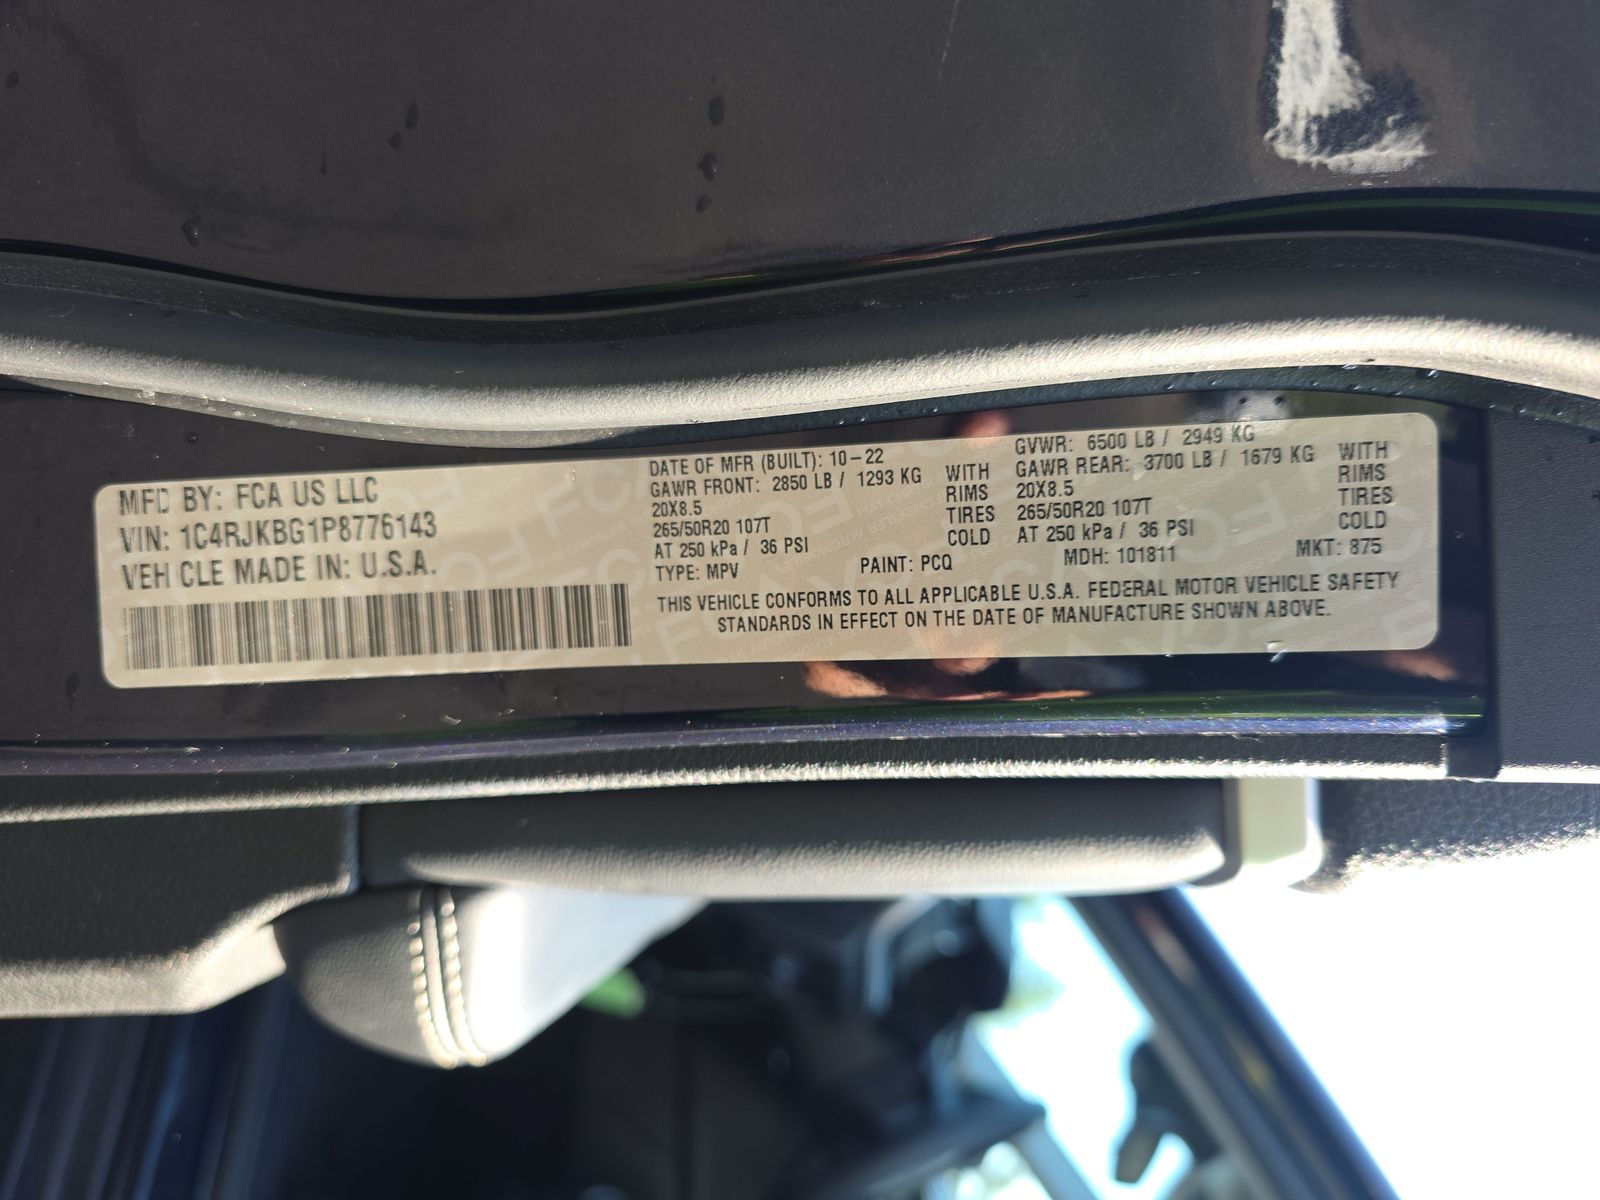 MFD BY: FCA US LLC
VIN: 1C4RJKBG1P8776143
VEHICLE MADE IN: U.S.A.
DATE OF MFR (BUILT): 10-22
GAWR FRONT: 2850 LB / 1293 KG
20X8.5
265/50R20 107T
AT 250 kPa / 36 PSI
WITH
RIMS
TIRES
COLD
GVWR: 6500 LB / 2949 KG
GAWR REAR: 3700 LB / 1679 KG
20X8.5
265/50R20 107T
AT 250 kPa / 36 PSI
WITH
RIMS
TIRES
COLD
TYPE: MPV PAINT: PCQ MDH: 101811 MKT: 875
THIS VEHICLE CONFORMS TO ALL APPLICABLE U.S.A. FEDERAL MOTOR VEHICLE SAFETY
STANDARDS IN EFFECT ON THE DATE OF MANUFACTURE SHOWN ABOVE.